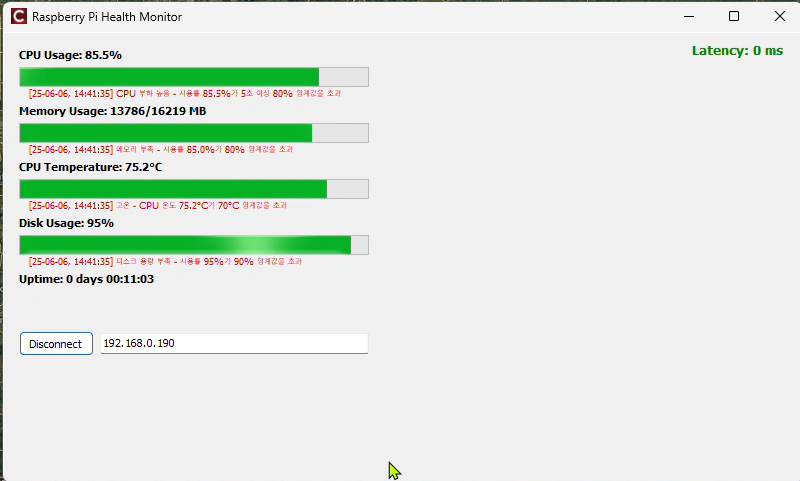 Raspberry Pi Health Monitor
Latency: 0 ms
CPU Usage: 85.5%
[25-06-06, 14:41:35] CPU 부하 높음 - 사용률 85.5%가 5초 이상 80% 임계값을 초과
Memory Usage: 13786/16219 MB
[25-06-06, 14:41:35] 메모리 부족 - 사용률 85.0%가 80% 임계값을 초과
CPU Temperature: 75.2°C
[25-06-06, 14:41:35] 고온 - CPU 온도 75.2°C가 70°C 임계값을 초과
Disk Usage: 95%
[25-06-06, 14:41:35] 디스크 용량 부족 - 사용률 95%가 90% 임계값을 초과
Uptime: 0 days 00:11:03
Disconnect 192.168.0.190